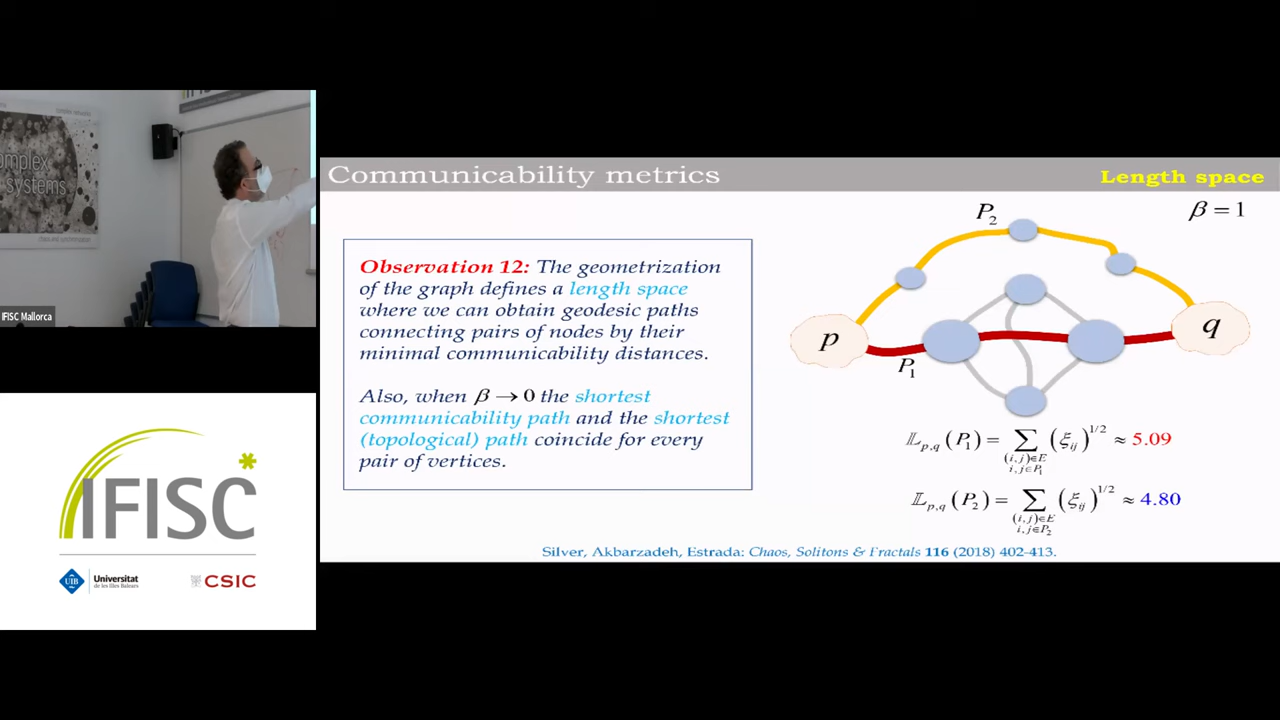 omplex
systems
IFISC Mallorca
IFISC
UIB
Universitat
de les Illes Balears
CSIC
Communicability metrics
Length space
Observation 12: The geometrization
of the graph defines a length space
where we can obtain geodesic paths
connecting pairs of nodes by their
minimal communicability distances.
Also, when β → 0 the shortest
communicability path and the shortest
(topological) path coincide for every
pair of vertices.
P₂
β = 1
p
q
P₁
𝕃p,q (P₁) = ∑ (i,j)∈E i,j∈P₁ (ξij)^1/2 ≈ 5.09
𝕃p,q (P₂) = ∑ (i,j)∈E i,j∈P₂ (ξij)^1/2 ≈ 4.80
Silver, Akbarzadeh, Estrada: Chaos, Solitons & Fractals 116 (2018) 402-413.